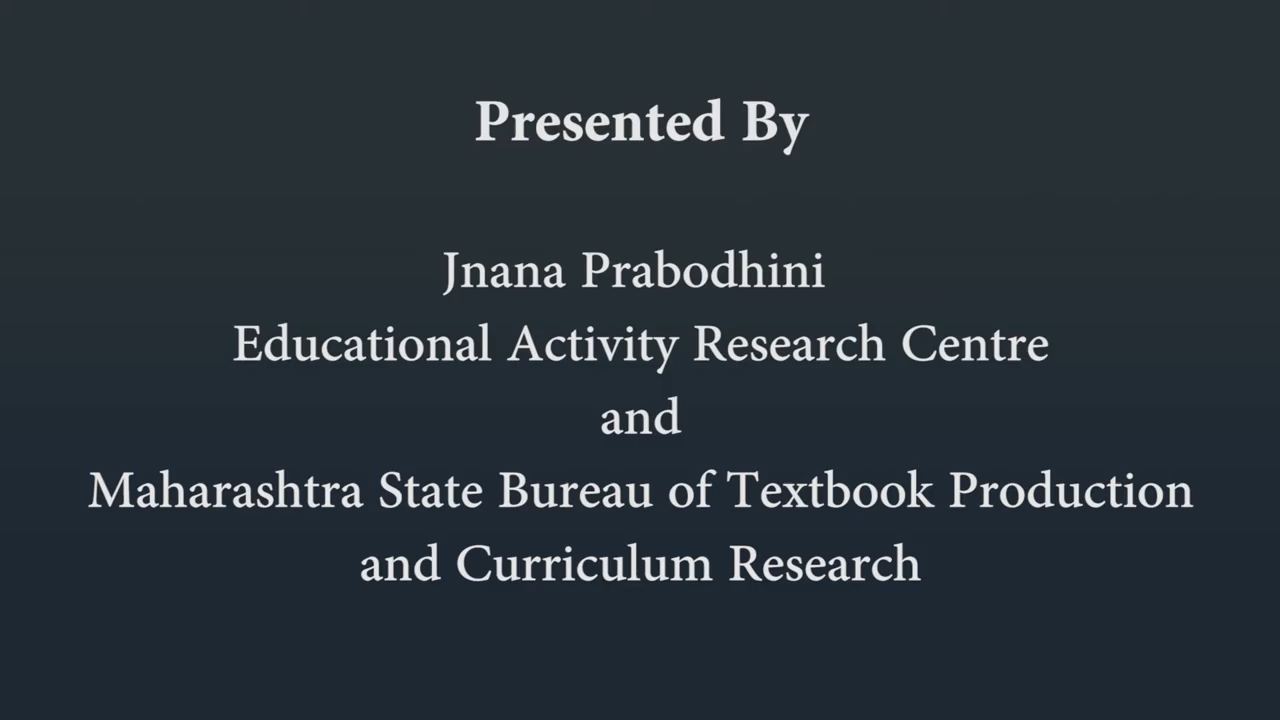 Presented By
Jnana Prabodhini
Educational Activity Research Centre
and
Maharashtra State Bureau of Textbook Production
and Curriculum Research